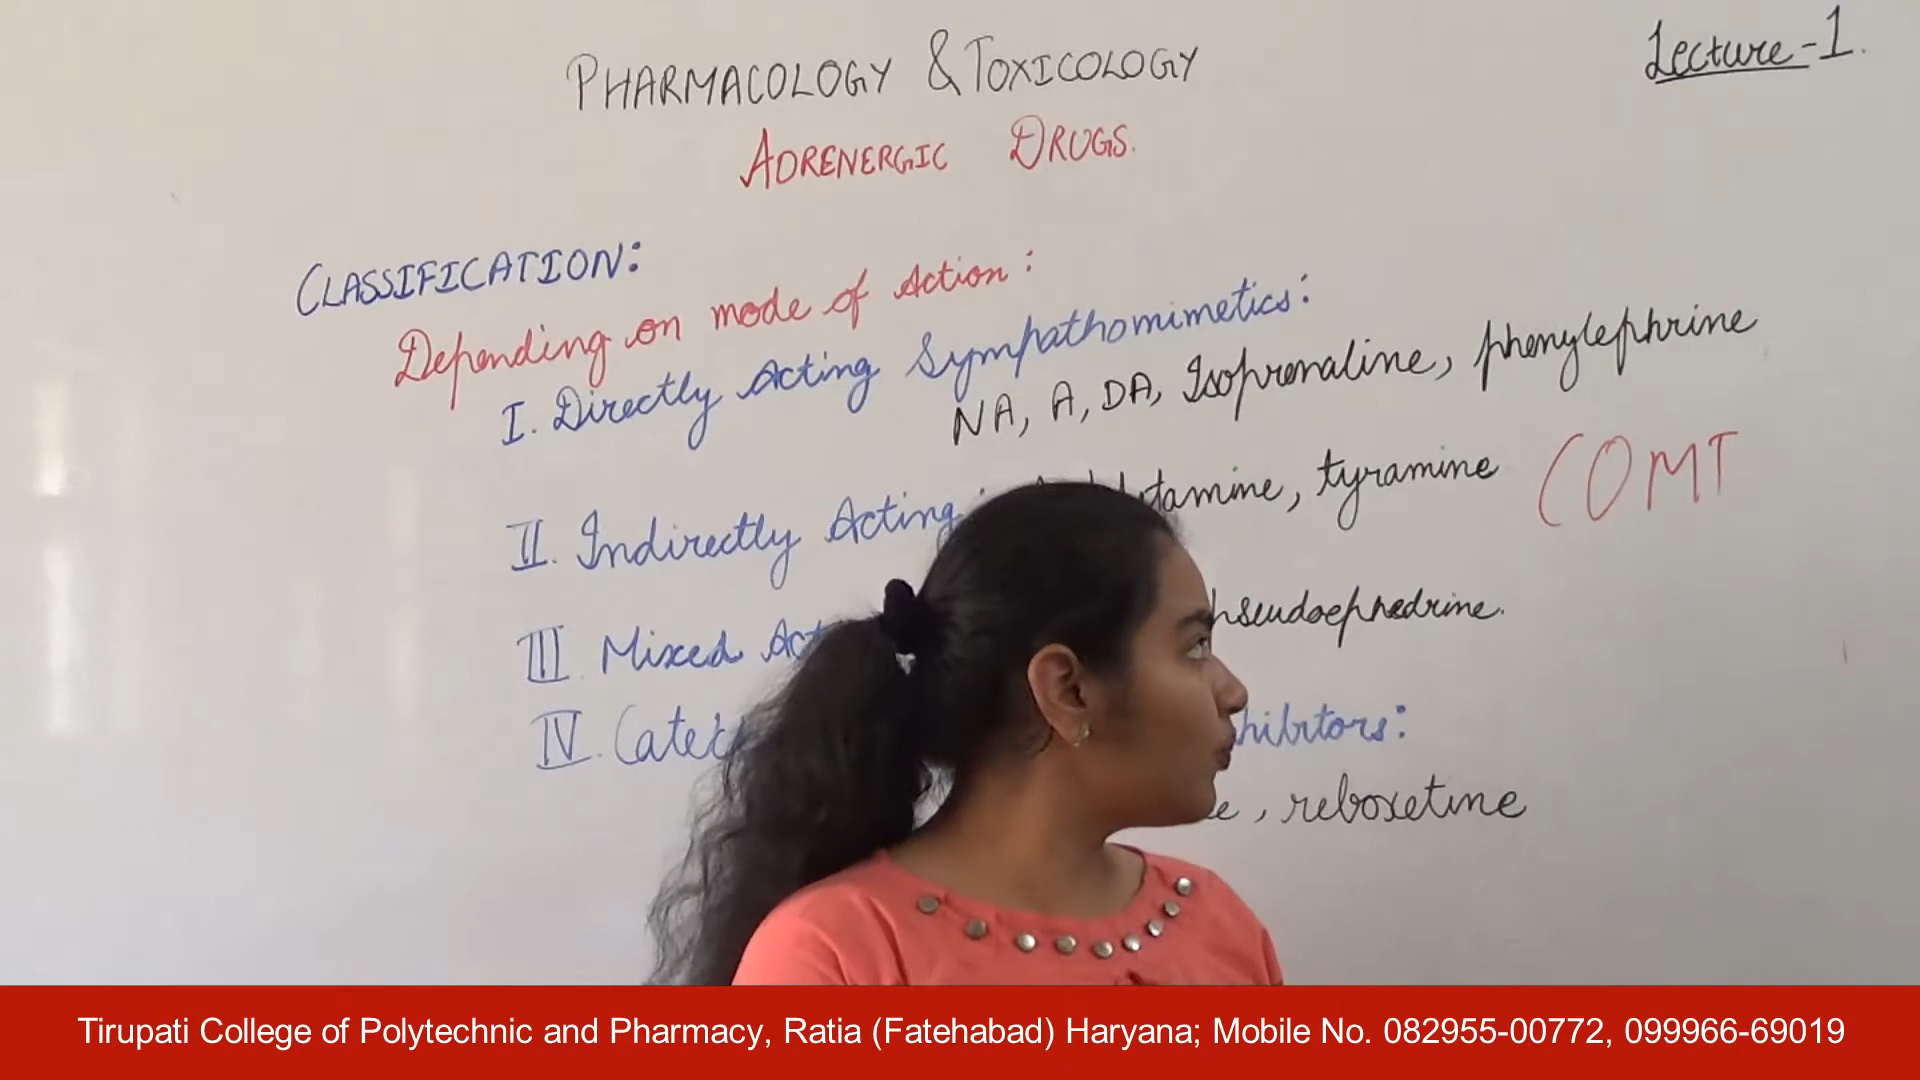 Lecture-1.
PHARMACOLOGY & TOXICOLOGY
ADRENERGIC DRUGS.
CLASSIFICATION:
Depending on mode of Action:
I. Directly Acting Sympathomimetics:
NA, A, DA, Isoprenaline, phenylephrine
II. Indirectly Acting tyramine COMT
III. Mixed pseudoephedrine.
IV.
, reboxetine
Tirupati College of Polytechnic and Pharmacy, Ratia (Fatehabad) Haryana; Mobile No. 082955-00772, 099966-69019